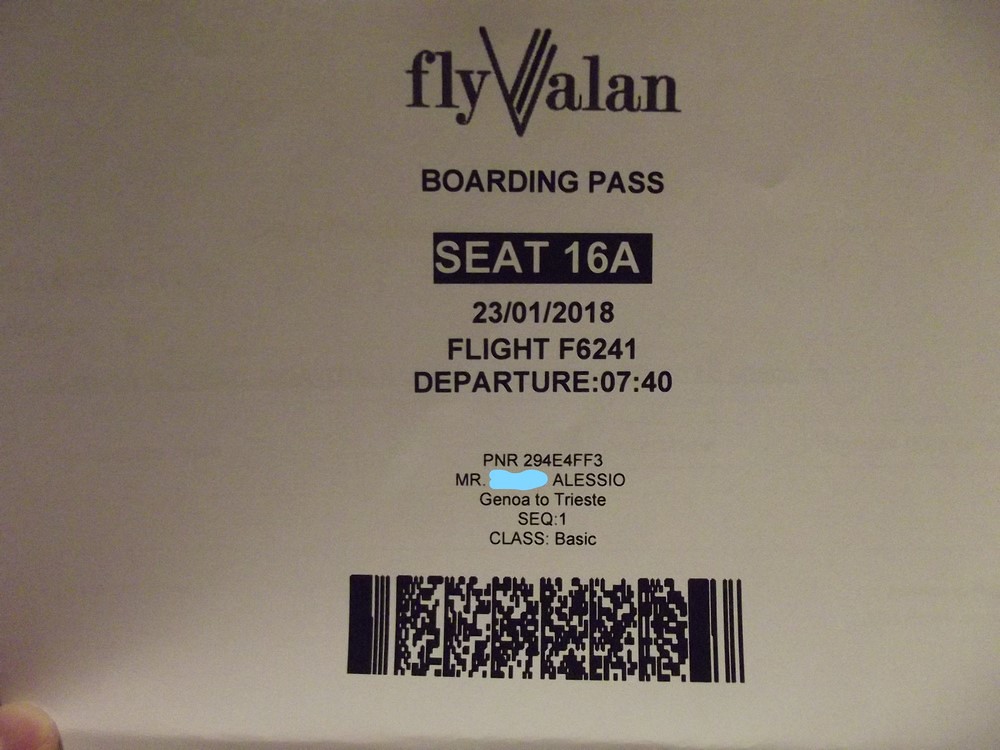 flyValan
BOARDING PASS
SEAT 16A
23/01/2018
FLIGHT F6241
DEPARTURE:07:40
PNR 294E4FF3
MR. ALESSIO
Genoa to Trieste
SEQ:1
CLASS: Basic